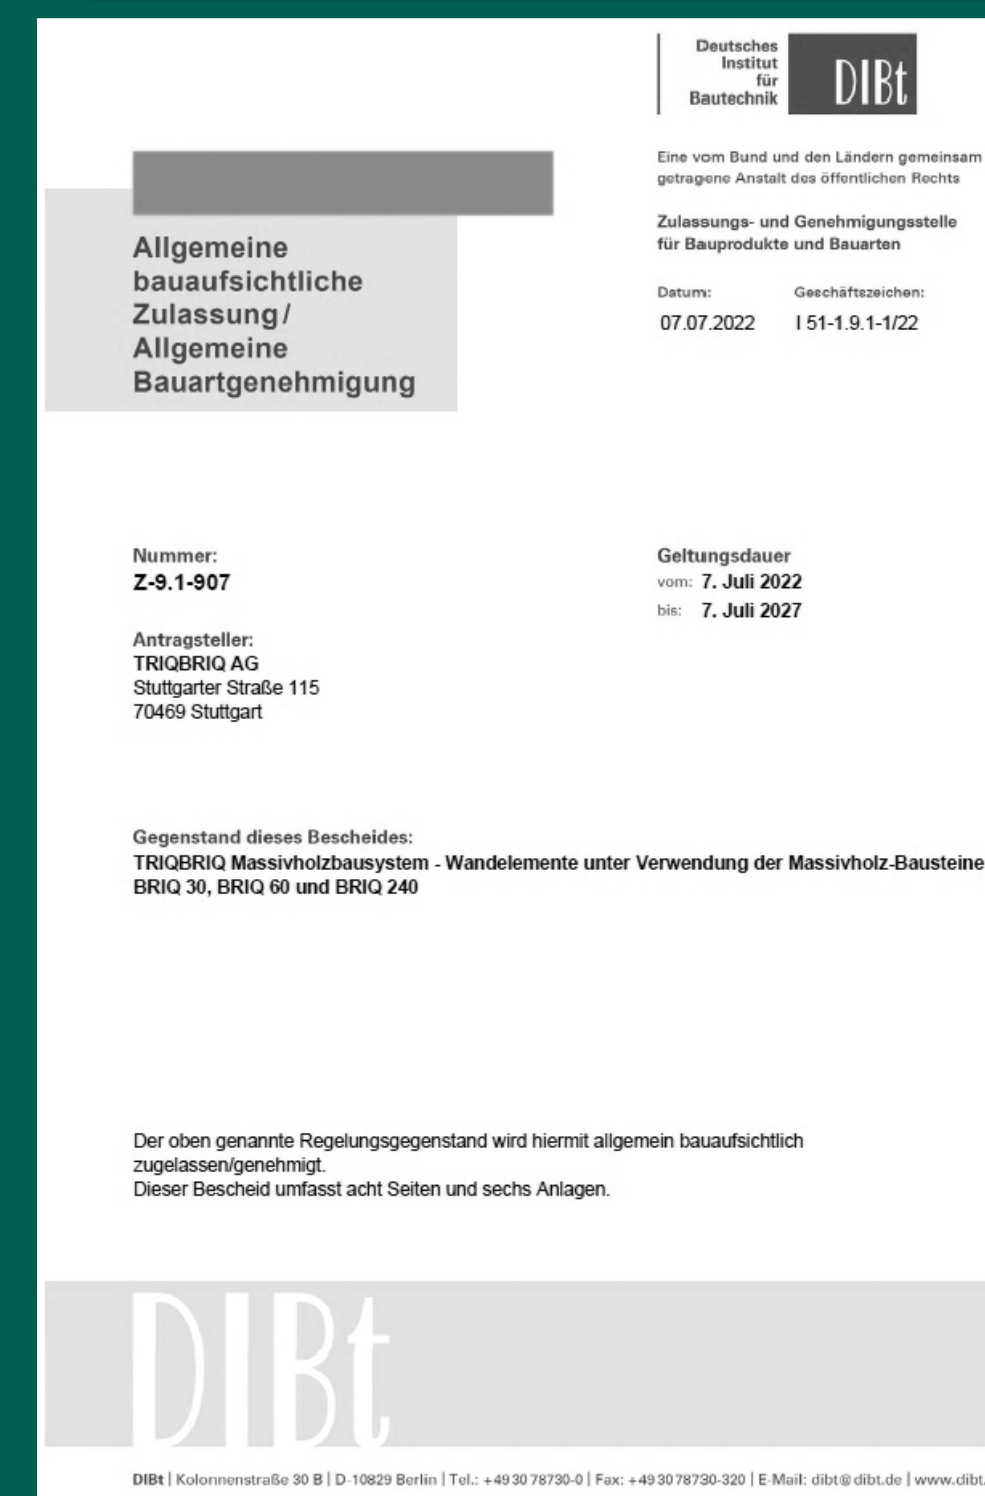 Deutsches
Institut
für
Bautechnik
DIBt
Eine vom Bund und den Ländern gemeinsam
getragene Anstalt des öffentlichen Rechts
Zulassungs- und Genehmigungsstelle
für Bauprodukte und Bauarten
Datum: Geschäftszeichen:
07.07.2022 I 51-1.9.1-1/22
Allgemeine
bauaufsichtliche
Zulassung/
Allgemeine
Bauartgenehmigung
Nummer:
Z-9.1-907
Geltungsdauer
vom: 7. Juli 2022
bis: 7. Juli 2027
Antragsteller:
TRIQBRIQ AG
Stuttgarter Straße 115
70469 Stuttgart
Gegenstand dieses Bescheides:
TRIQBRIQ Massivholzbausystem - Wandelemente unter Verwendung der Massivholz-Bausteine
BRIQ 30, BRIQ 60 und BRIQ 240
Der oben genannte Regelungsgegenstand wird hiermit allgemein bauaufsichtlich
zugelassen/genehmigt.
Dieser Bescheid umfasst acht Seiten und sechs Anlagen.
DIBt
DIBt | Kolonnenstraße 30 B | D-10829 Berlin | Tel.: +49 30 78730-0 | Fax: +49 30 78730-320 | E-Mail: dibt@dibt.de | www.dibt.